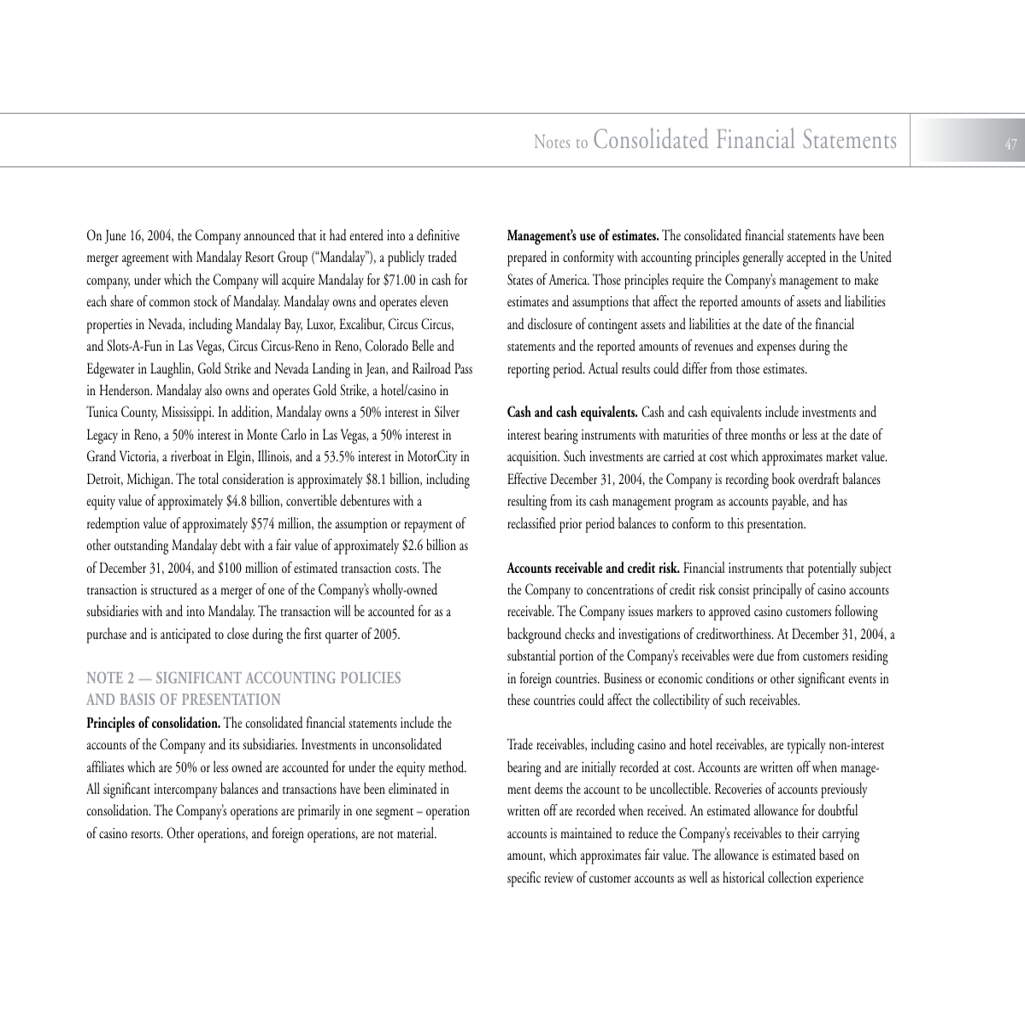 Notes to Consolidated Financial Statements
47
On June 16, 2004, the Company announced that it had entered into a definitive
merger agreement with Mandalay Resort Group (“Mandalay”), a publicly traded
company, under which the Company will acquire Mandalay for $71.00 in cash for
each share of common stock of Mandalay. Mandalay owns and operates eleven
properties in Nevada, including Mandalay Bay, Luxor, Excalibur, Circus Circus,
and Slots-A-Fun in Las Vegas, Circus Circus-Reno in Reno, Colorado Belle and
Edgewater in Laughlin, Gold Strike and Nevada Landing in Jean, and Railroad Pass
in Henderson. Mandalay also owns and operates Gold Strike, a hotel/casino in
Tunica County, Mississippi. In addition, Mandalay owns a 50% interest in Silver
Legacy in Reno, a 50% interest in Monte Carlo in Las Vegas, a 50% interest in
Grand Victoria, a riverboat in Elgin, Illinois, and a 53.5% interest in MotorCity in
Detroit, Michigan. The total consideration is approximately $8.1 billion, including
equity value of approximately $4.8 billion, convertible debentures with a
redemption value of approximately $574 million, the assumption or repayment of
other outstanding Mandalay debt with a fair value of approximately $2.6 billion as
of December 31, 2004, and $100 million of estimated transaction costs. The
transaction is structured as a merger of one of the Company’s wholly-owned
subsidiaries with and into Mandalay. The transaction will be accounted for as a
purchase and is anticipated to close during the first quarter of 2005.
NOTE 2 — SIGNIFICANT ACCOUNTING POLICIES
AND BASIS OF PRESENTATION
Principles of consolidation. The consolidated financial statements include the
accounts of the Company and its subsidiaries. Investments in unconsolidated
affiliates which are 50% or less owned are accounted for under the equity method.
All significant intercompany balances and transactions have been eliminated in
consolidation. The Company’s operations are primarily in one segment – operation
of casino resorts. Other operations, and foreign operations, are not material.
Management’s use of estimates. The consolidated financial statements have been
prepared in conformity with accounting principles generally accepted in the United
States of America. Those principles require the Company’s management to make
estimates and assumptions that affect the reported amounts of assets and liabilities
and disclosure of contingent assets and liabilities at the date of the financial
statements and the reported amounts of revenues and expenses during the
reporting period. Actual results could differ from those estimates.
Cash and cash equivalents. Cash and cash equivalents include investments and
interest bearing instruments with maturities of three months or less at the date of
acquisition. Such investments are carried at cost which approximates market value.
Effective December 31, 2004, the Company is recording book overdraft balances
resulting from its cash management program as accounts payable, and has
reclassified prior period balances to conform to this presentation.
Accounts receivable and credit risk. Financial instruments that potentially subject
the Company to concentrations of credit risk consist principally of casino accounts
receivable. The Company issues markers to approved casino customers following
background checks and investigations of creditworthiness. At December 31, 2004, a
substantial portion of the Company’s receivables were due from customers residing
in foreign countries. Business or economic conditions or other significant events in
these countries could affect the collectibility of such receivables.
Trade receivables, including casino and hotel receivables, are typically non-interest
bearing and are initially recorded at cost. Accounts are written off when manage-
ment deems the account to be uncollectible. Recoveries of accounts previously
written off are recorded when received. An estimated allowance for doubtful
accounts is maintained to reduce the Company’s receivables to their carrying
amount, which approximates fair value. The allowance is estimated based on
specific review of customer accounts as well as historical collection experience